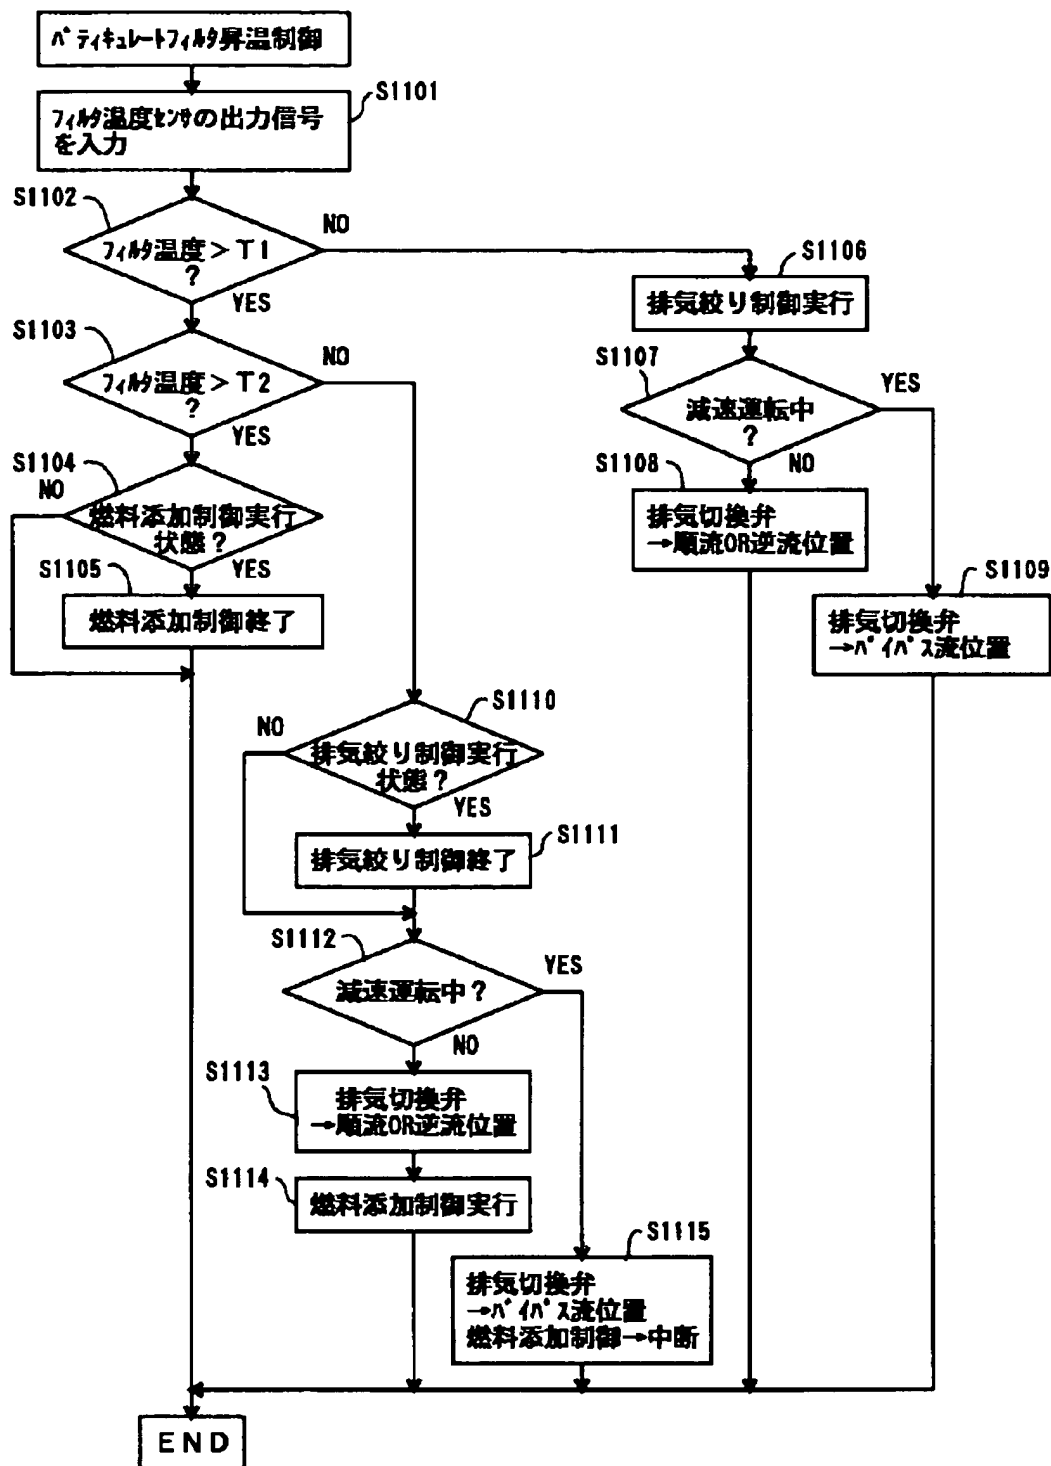 パティキュレートフィルタ昇温制御
S1101
フィルタ温度センサの出力信号
を入力
S1102
フィルタ温度>T1
?
NO
YES
S1103
フィルタ温度>T2
?
NO
YES
S1104
NO
燃料添加制御実行
状態?
YES
S1105
燃料添加制御終了
S1106
排気絞り制御実行
S1107
減速運転中
?
YES
NO
S1108
排気切換弁
→順流OR逆流位置
S1109
排気切換弁
→バイパス流位置
S1110
NO
排気絞り制御実行
状態?
YES
S1111
排気絞り制御終了
S1112
減速運転中?
YES
NO
S1113
排気切換弁
→順流OR逆流位置
S1114
燃料添加制御実行
S1115
排気切換弁
→バイパス流位置
燃料添加制御→中断
END